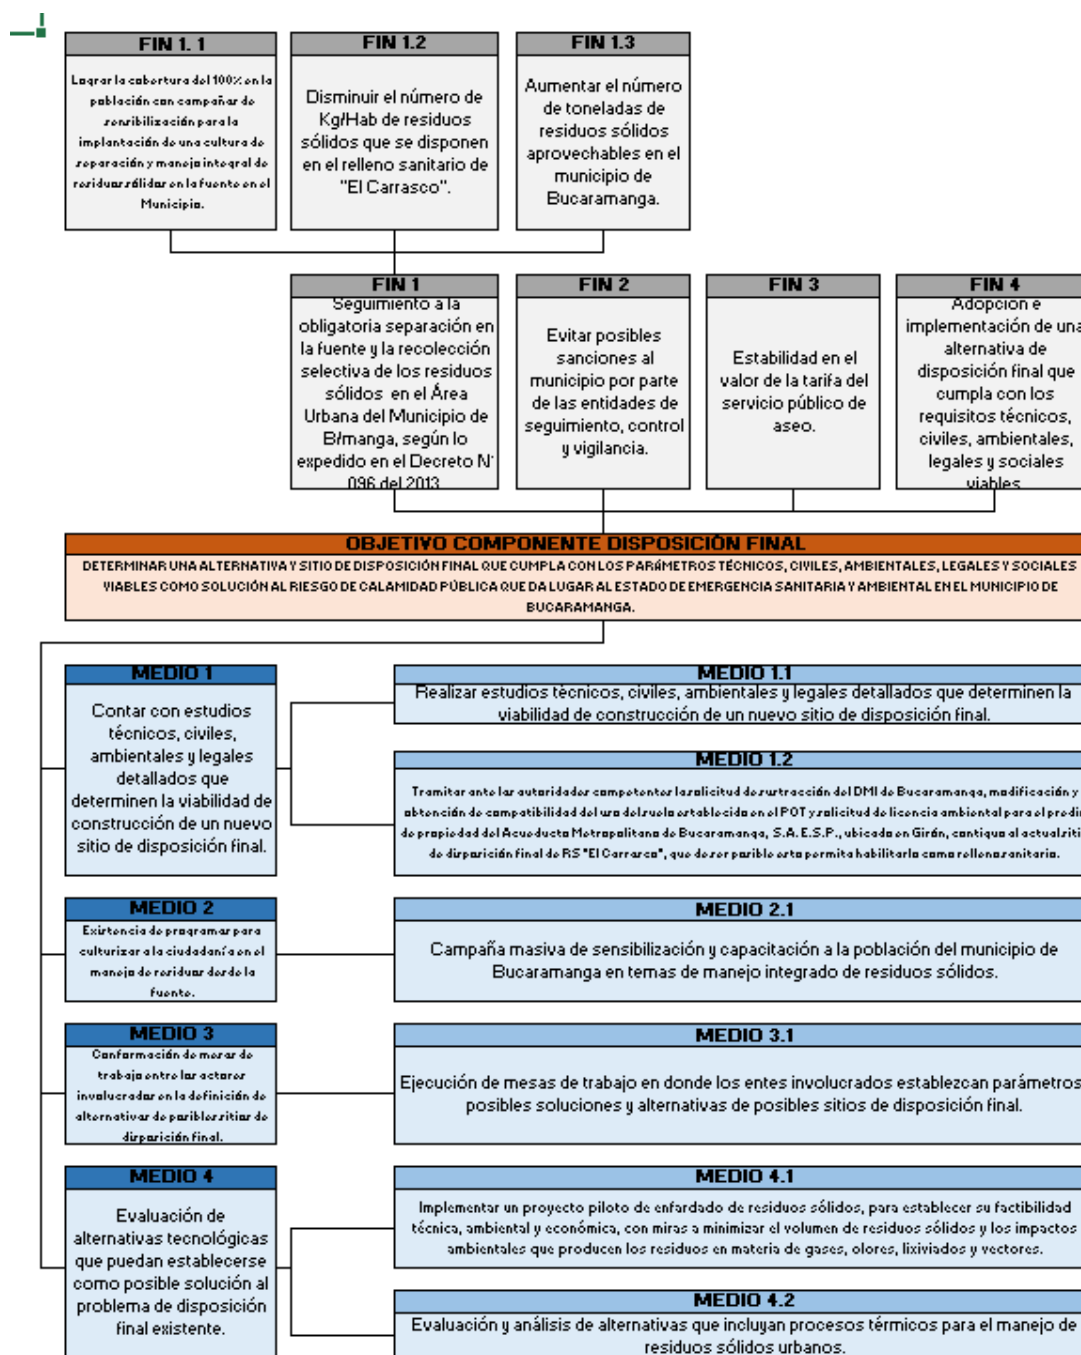 FIN 1. 1
Lograr la cobertura del 100% en la
población con campañas de
sensibilización para la
implantación de una cultura de
separación y manejo integral de
residuos sólidos en la fuente en el
Municipio.
FIN 1.2
Disminuir el número de
Kg/Hab de residuos
sólidos que se disponen
en el relleno sanitario de
"El Carrasco".
FIN 1.3
Aumentar el número
de toneladas de
residuos sólidos
aprovechables en el
municipio de
Bucaramanga.
FIN 1
Seguimiento a la
obligatoria separación en
la fuente y la recolección
selectiva de los residuos
sólidos en el Área
Urbana del Municipio de
B/manga, según lo
expedido en el Decreto N°
096 del 2013
FIN 2
Evitar posibles
sanciones al
municipio por parte
de las entidades de
seguimiento, control
y vigilancia.
FIN 3
Estabilidad en el
valor de la tarifa del
servicio público de
aseo.
FIN 4
Adopción e
implementación de una
alternativa de
disposición final que
cumpla con los
requisitos técnicos,
civiles, ambientales,
legales y sociales
viables
OBJETIVO COMPONENTE DISPOSICIÓN FINAL
DETERMINAR UNA ALTERNATIVA Y SITIO DE DISPOSICIÓN FINAL QUE CUMPLA CON LOS PARÁMETROS TÉCNICOS, CIVILES, AMBIENTALES, LEGALES Y SOCIALES
VIABLES COMO SOLUCIÓN AL RIESGO DE CALAMIDAD PÚBLICA QUE DA LUGAR AL ESTADO DE EMERGENCIA SANITARIA Y AMBIENTAL EN EL MUNICIPIO DE
BUCARAMANGA.
MEDIO 1
Contar con estudios
técnicos, civiles,
ambientales y legales
detallados que
determinen la viabilidad de
construcción de un nuevo
sitio de disposición final.
MEDIO 1.1
Realizar estudios técnicos, civiles, ambientales y legales detallados que determinen la
viabilidad de construcción de un nuevo sitio de disposición final.
MEDIO 1.2
Tramitar ante las autoridades competentes la solicitud de sustracción del DMI de Bucaramanga, modificación y
obtención de compatibilidad del uso del suelo establecido en el POT y solicitud de licencia ambiental para el predio
de propiedad del Acueducto Metropolitano de Bucaramanga, S.A. E.S.P., ubicado en Girón, contiguo al actual siti
de disposición final de RS "El Carrasco", que de ser posible esto permita habilitarlo como relleno sanitario.
MEDIO 2
Existencia de programas para
culturizar a la ciudadanía en el
manejo de residuos desde la
fuente.
MEDIO 2.1
Campaña masiva de sensibilización y capacitación a la población del municipio de
Bucaramanga en temas de manejo integrado de residuos sólidos.
MEDIO 3
Conformación de mesas de
trabajo entre los actores
involucrados en la definición de
alternativas de posibles sitios de
disposición final.
MEDIO 3.1
Ejecución de mesas de trabajo en donde los entes involucrados establezcan parámetros
posibles soluciones y alternativas de posibles sitios de disposición final.
MEDIO 4
Evaluación de
alternativas tecnológicas
que puedan establecerse
como posible solución al
problema de disposición
final existente.
MEDIO 4.1
Implementar un proyecto piloto de enfardado de residuos sólidos, para establecer su factibilidad
técnica, ambiental y económica, con miras a minimizar el volumen de residuos sólidos y los impactos
ambientales que producen los residuos en materia de gases, olores, lixiviados y vectores.
MEDIO 4.2
Evaluación y análisis de alternativas que incluyan procesos térmicos para el manejo de
residuos sólidos urbanos.